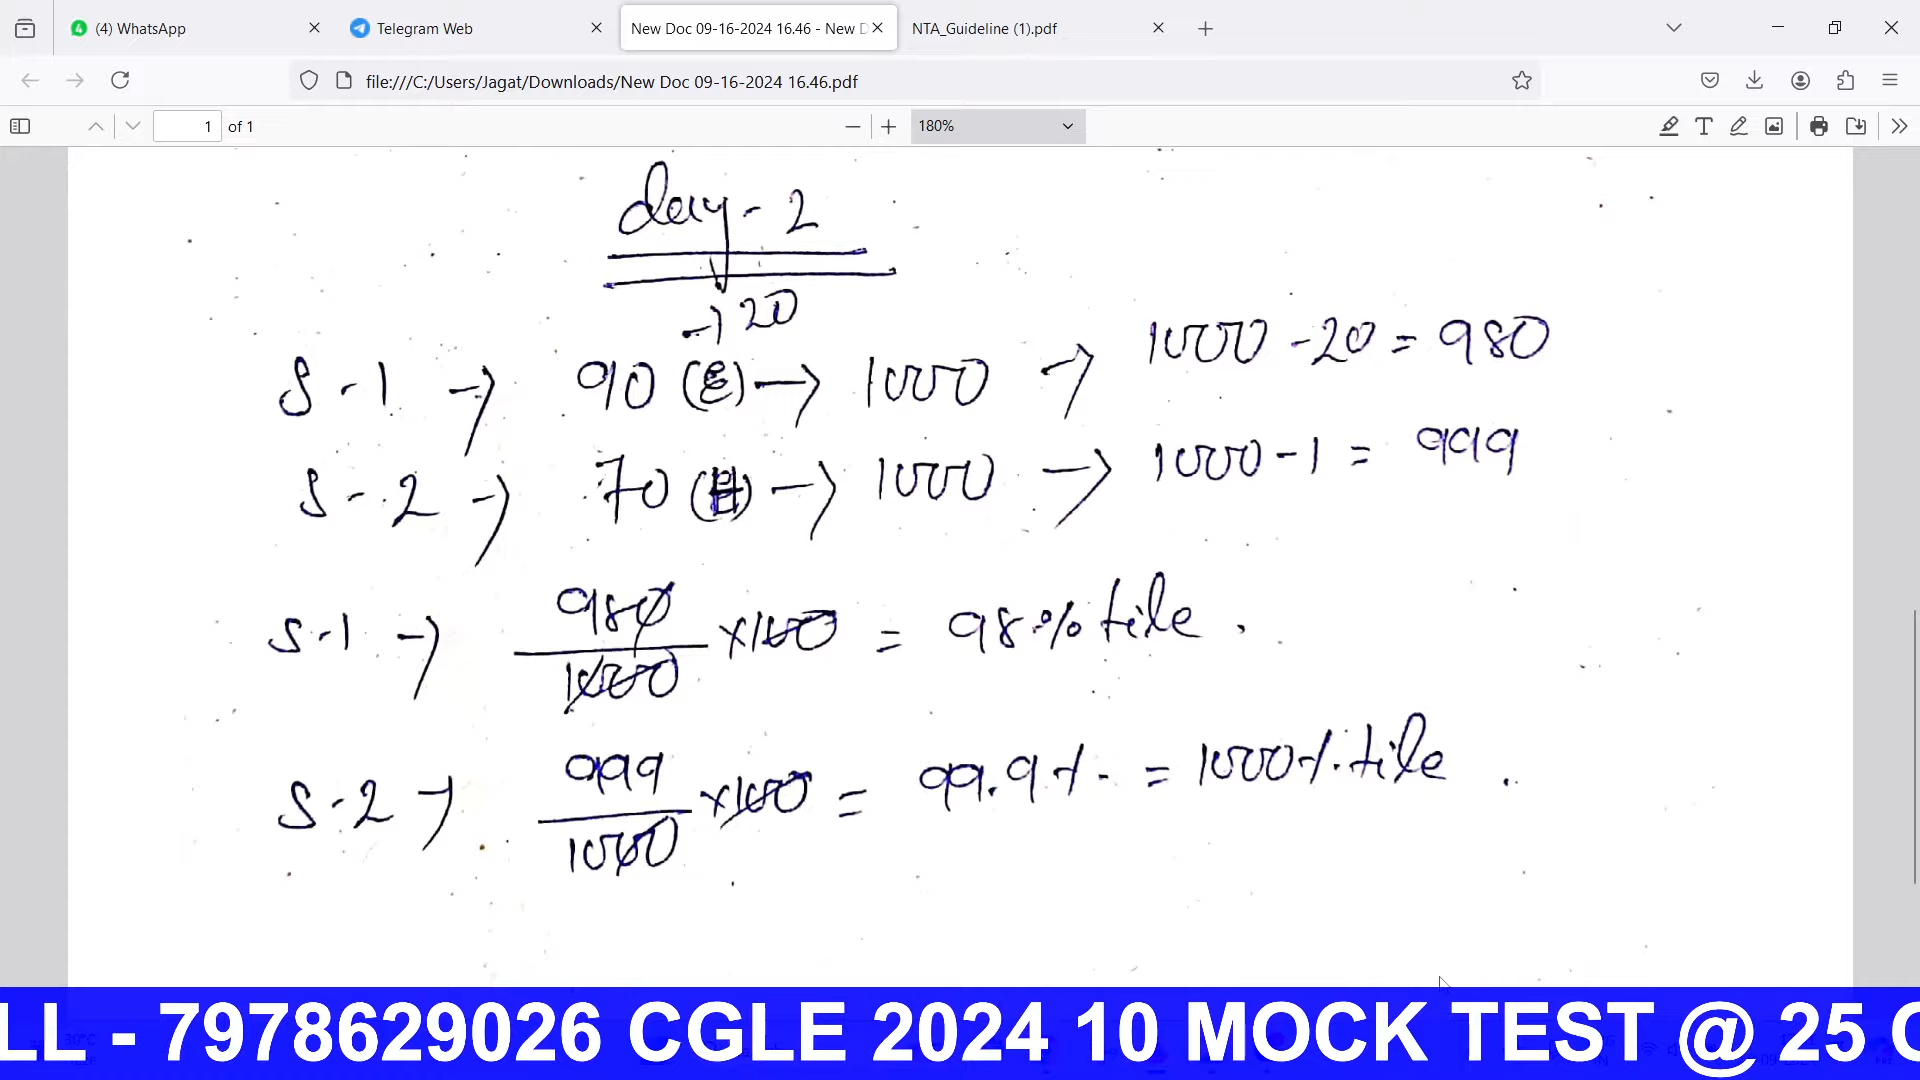 (4) WhatsApp
Telegram Web
New Doc 09-16-2024 16.46 - New D
NTA_Guideline (1).pdf
file:///C:/Users/Jagat/Downloads/New Doc 09-16-2024 16.46.pdf
1 of 1
180%
day - 2
→ 20
S - 1 → 90 (E) → 1000 → 1000 - 20 = 980
S - 2 → 70 (H) → 1000 → 1000 - 1 = 999
S - 1 → 980/1000 × 100 = 98 % tile .
S - 2 → 999/1000 × 100 = 99.9 % = 1000 % tile .
LL - 7978629026 CGLE 2024 10 MOCK TEST @ 25